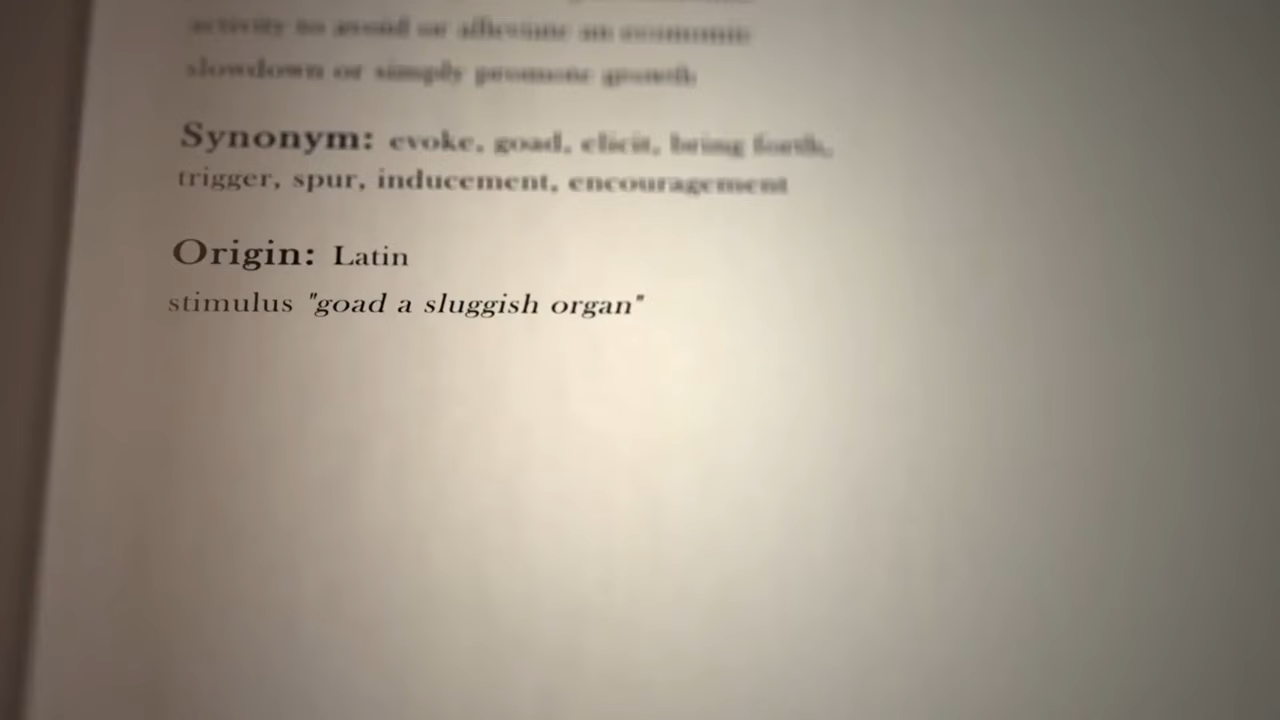 activity to avoid or alleviate an economic
slowdown or simply promote growth
Synonym: evoke, goad, elicit, bring forth,
trigger, spur, inducement, encouragement
Origin: Latin
stimulus "goad a sluggish organ"